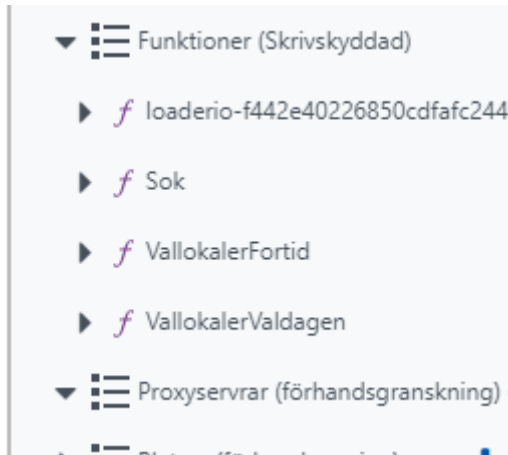 Funktioner (Skrivskyddad)
loaderio-f442e40226850cdfafc244
Sok
VallokalerFortid
VallokalerValdagen
Proxyservrar (förhandsgranskning)